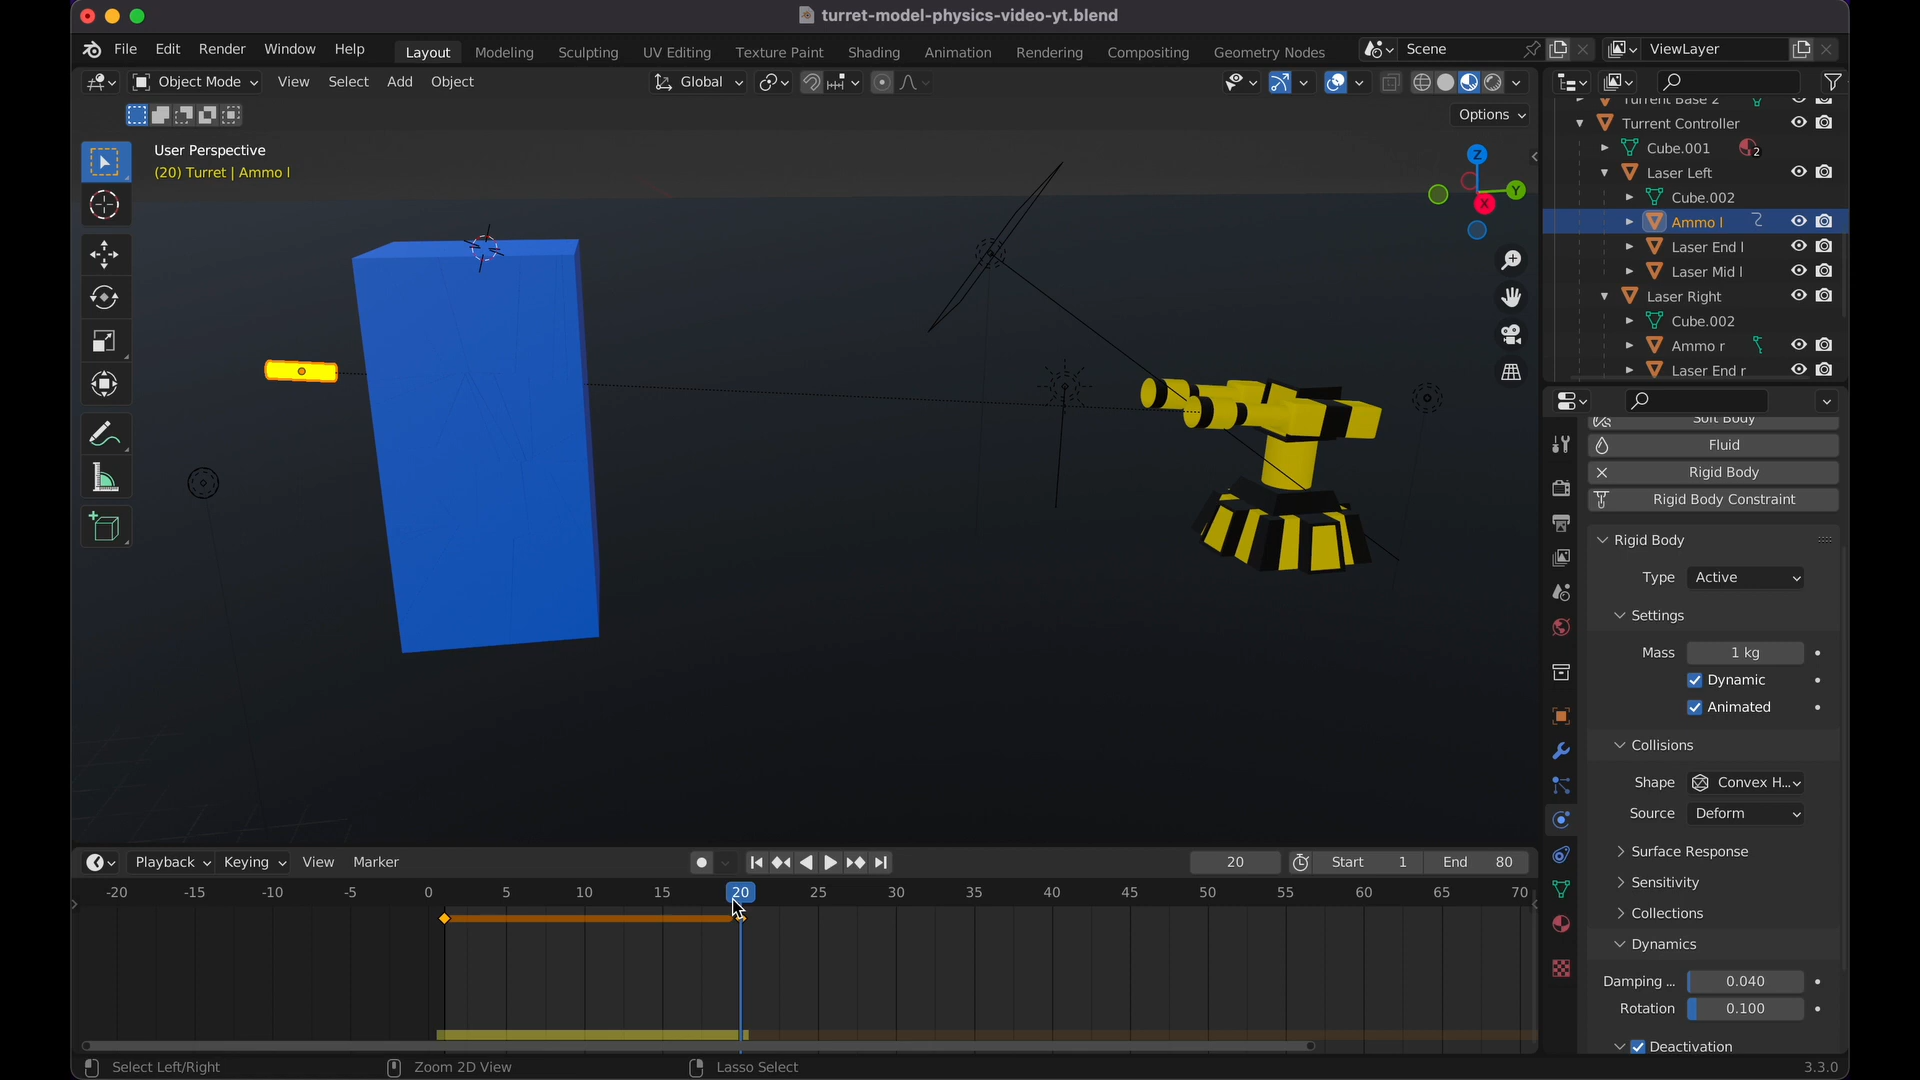 turret-model-physics-video-yt.blend
File Edit Render Window Help Layout Modeling Sculpting UV Editing Texture Paint Shading Animation Rendering Compositing Geometry Nodes Scene ViewLayer
Object Mode View Select Add Object Global
Options
User Perspective
(20) Turret | Ammo l
Z
Y
X
Turrent Base 2
Turrent Controller
Cube.001 2
Laser Left
Cube.002
Ammo l
Laser End l
Laser Mid l
Laser Right
Cube.002
Ammo r
Laser End r
Soft Body
Fluid
Rigid Body
Rigid Body Constraint
Rigid Body
Type Active
Settings
Mass 1 kg
Dynamic
Animated
Collisions
Shape Convex H...
Source Deform
Surface Response
Sensitivity
Collections
Dynamics
Damping ... 0.040
Rotation 0.100
Deactivation
Playback Keying View Marker 20 Start 1 End 80
-20 -15 -10 -5 0 5 10 15 20 25 30 35 40 45 50 55 60 65 70
Select Left/Right Zoom 2D View Lasso Select 3.3.0